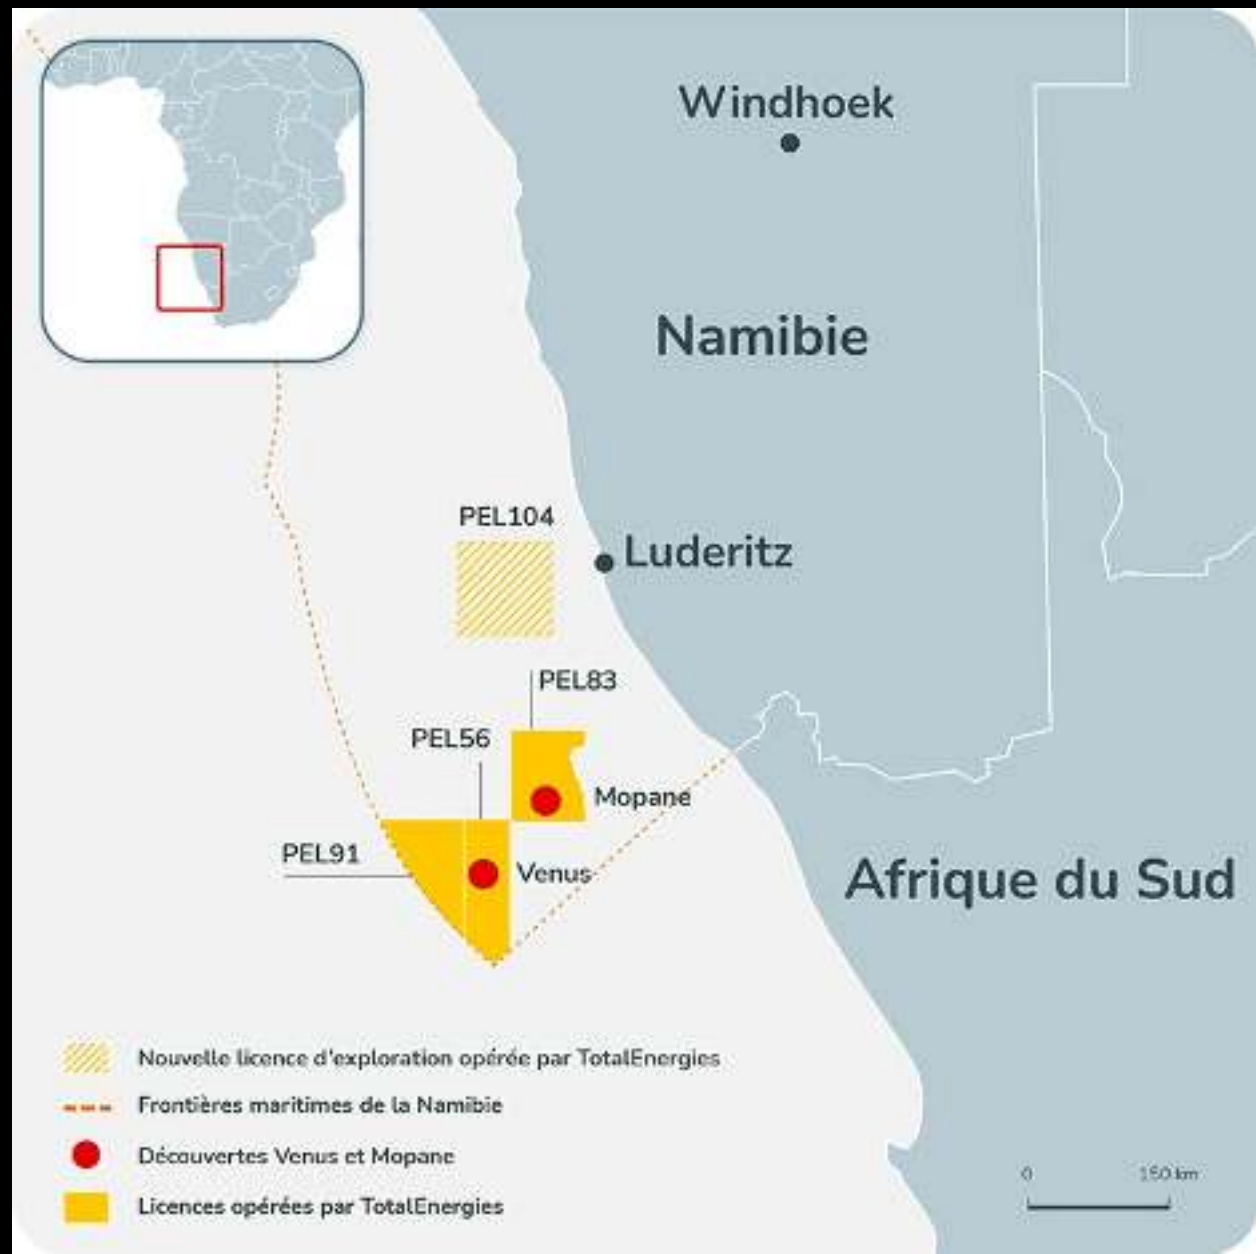 Windhoek
Namibie
PEL104
Luderitz
PEL83
PEL56
Mopane
PEL91
Venus
Afrique du Sud
Nouvelle licence d'exploration opérée par TotalEnergies
Frontières maritimes de la Namibie
Découvertes Venus et Mopane
Licences opérées par TotalEnergies
0 150 km